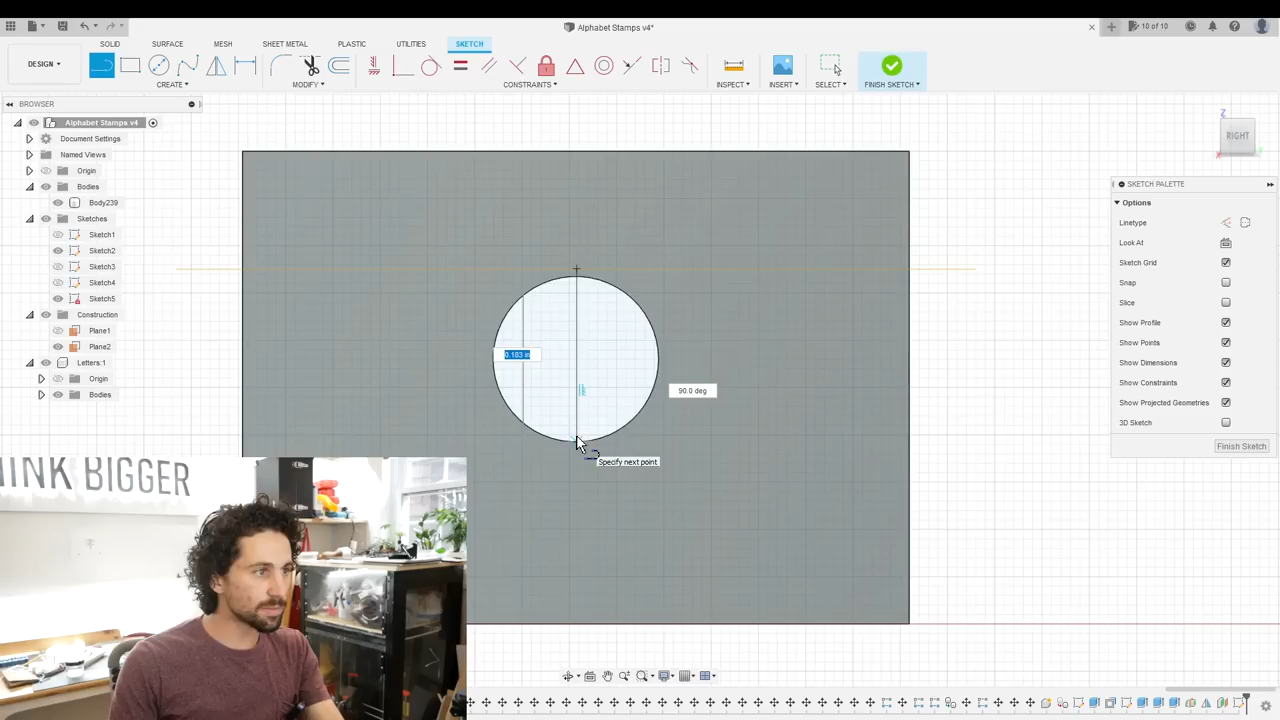 Alphabet Stamps v4*
10 of 10
DESIGN
SOLID
SURFACE
MESH
SHEET METAL
PLASTIC
UTILITIES
SKETCH
CREATE
MODIFY
CONSTRAINTS
INSPECT
INSERT
SELECT
FINISH SKETCH
BROWSER
Alphabet Stamps v4
Document Settings
Named Views
Origin
Bodies
Body239
Sketches
Sketch1
Sketch2
Sketch3
Sketch4
Sketch5
Construction
Plane1
Plane2
Letters:1
Origin
Bodies
Z
RIGHT
X
Y
SKETCH PALETTE
Options
Linetype
Look At
Sketch Grid
Snap
Slice
Show Profile
Show Points
Show Dimensions
Show Constraints
Show Projected Geometries
3D Sketch
Finish Sketch
0.183 in
90.0 deg
Specify next point
INK BIGGER